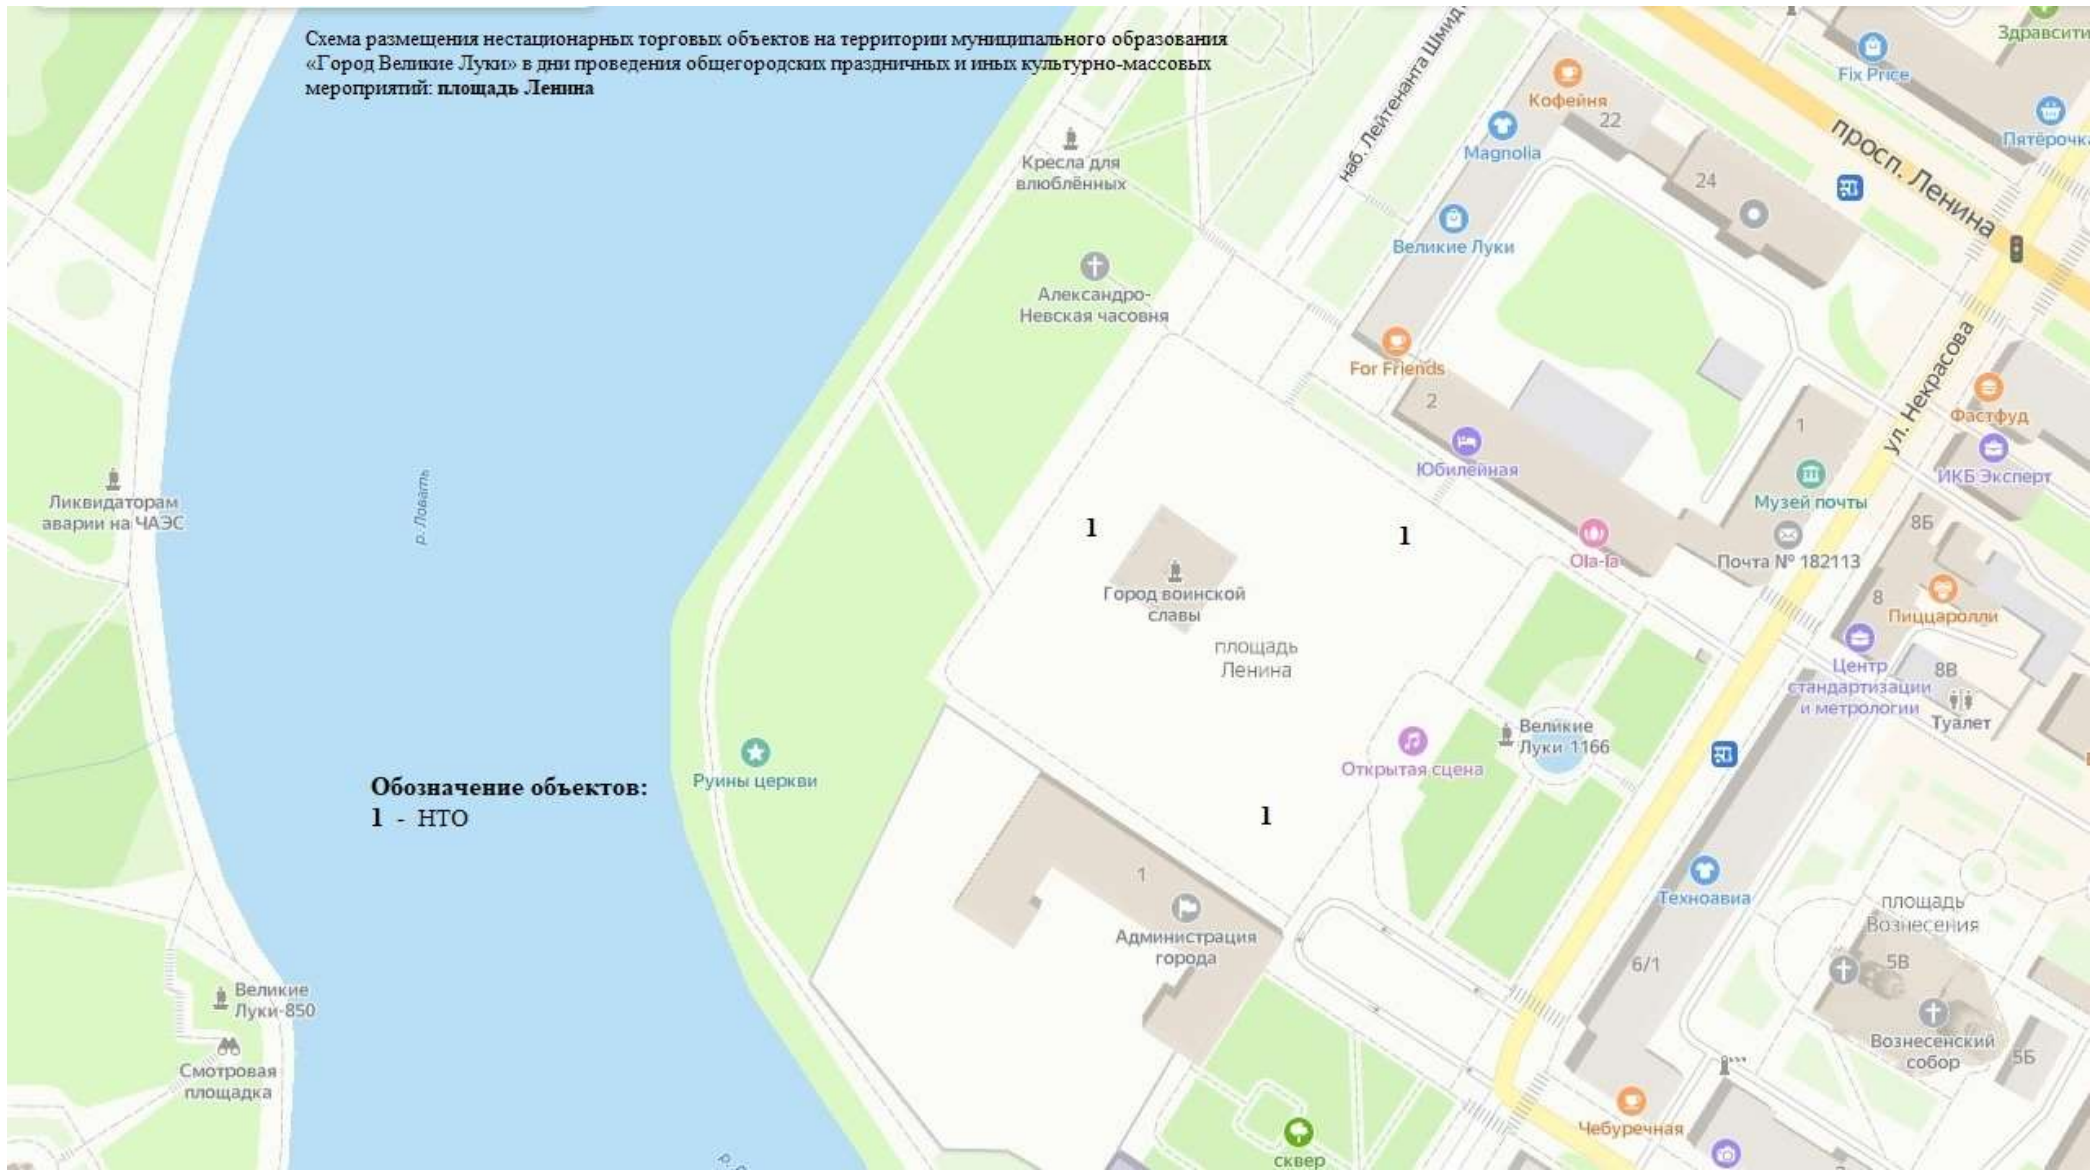 Схема размещения нестационарных торговых объектов на территории муниципального образования
«Город Великие Луки» в дни проведения общегородских праздничных и иных культурно-массовых
мероприятий: площадь Ленина
Здравсити
Fix Price
Кофейня
22
Magnolia
Пятёрочка
просп. Ленина
Кресла для
влюблённых
24
Великие Луки
Александро-
Невская часовня
ул. Некрасова
For Friends
2
1
Фастфуд
Юбилейная
ИКБ Эксперт
Музей почты
Ликвидаторам
аварии на ЧАЭС
р. Ловать
1
1
8Б
Ola-la
Почта № 182113
Город воинской
славы
8
Пиццаролли
площадь
Ленина
Центр
стандартизации
и метрологии
8В
Туалет
Великие
Луки 1166
Открытая сцена
Руины церкви
Обозначение объектов:
1 - НТО
1
1
Техноавиа
площадь
Вознесения
Администрация
города
6/1
5В
Великие
Луки-850
Вознесенский
собор
5Б
Смотровая
площадка
Чебуречная
сквер